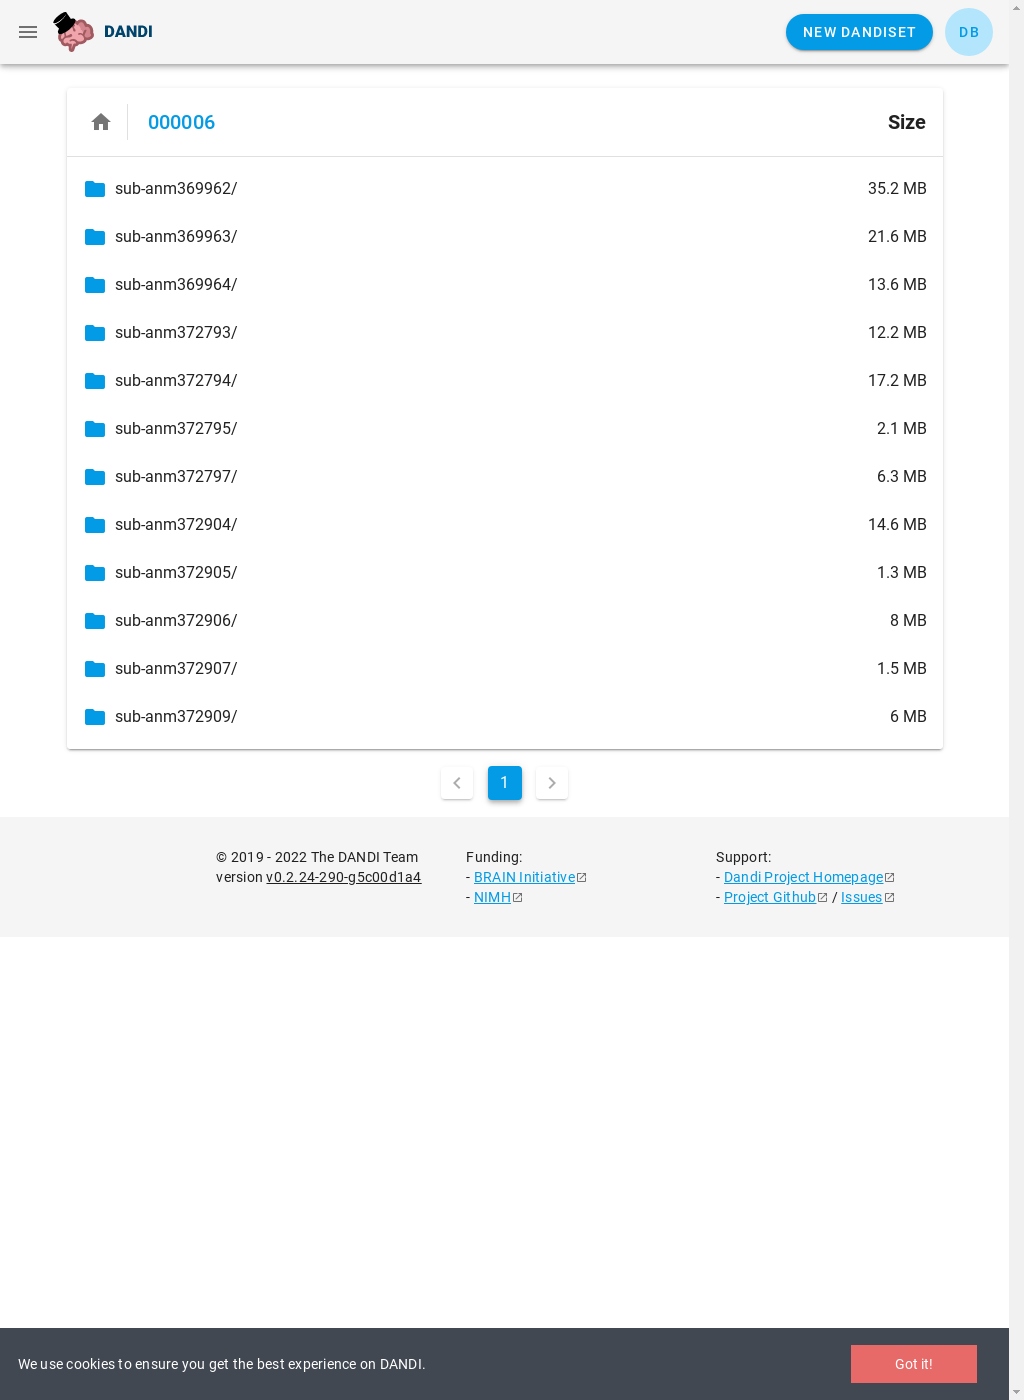 DANDI
NEW DANDISET
DB
000006
Size
sub-anm369962/ 35.2 MB
sub-anm369963/ 21.6 MB
sub-anm369964/ 13.6 MB
sub-anm372793/ 12.2 MB
sub-anm372794/ 17.2 MB
sub-anm372795/ 2.1 MB
sub-anm372797/ 6.3 MB
sub-anm372904/ 14.6 MB
sub-anm372905/ 1.3 MB
sub-anm372906/ 8 MB
sub-anm372907/ 1.5 MB
sub-anm372909/ 6 MB
1
© 2019 - 2022 The DANDI Team
version v0.2.24-290-g5c00d1a4
Funding:
- BRAIN Initiative
- NIMH
Support:
- Dandi Project Homepage
- Project Github / Issues
We use cookies to ensure you get the best experience on DANDI.
Got it!